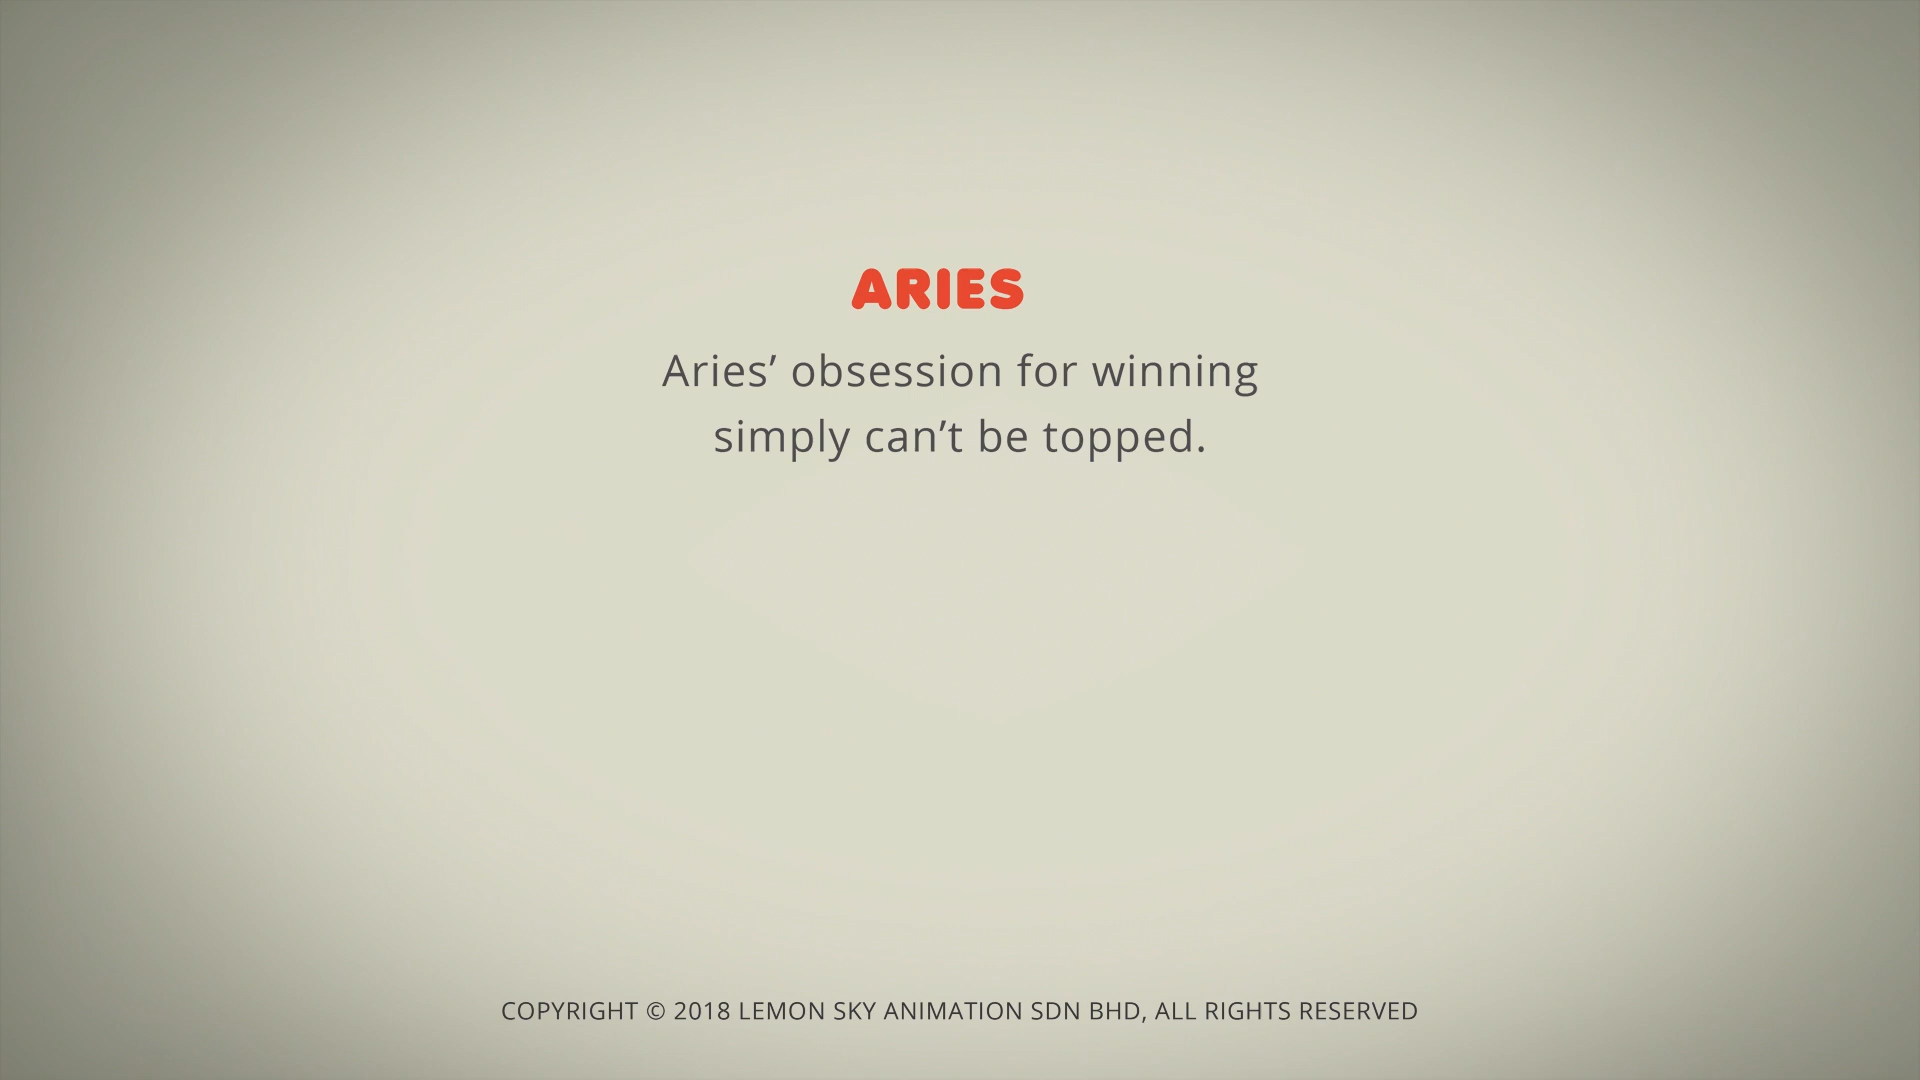 ARIES
Aries’ obsession for winning
simply can’t be topped.
COPYRIGHT © 2018 LEMON SKY ANIMATION SDN BHD, ALL RIGHTS RESERVED